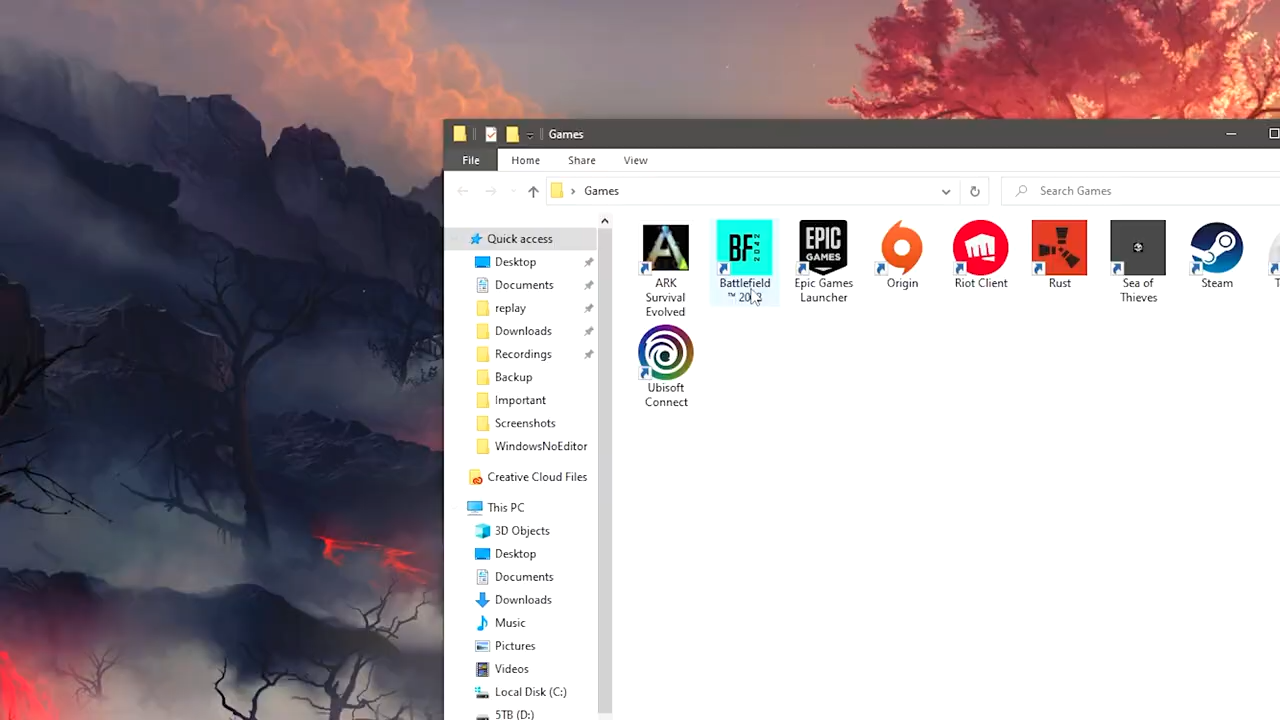 Games
File Home Share View
Games
Search Games
Quick access
Desktop
Documents
replay
Downloads
Recordings
Backup
Important
Screenshots
WindowsNoEditor
Creative Cloud Files
This PC
3D Objects
Desktop
Documents
Downloads
Music
Pictures
Videos
Local Disk (C:)
5TB (D:)
ARK
Survival
Evolved
BF 2042
Battlefield
EPIC
GAMES
Epic Games
Launcher
Origin
Riot Client
Rust
Sea of
Thieves
Steam
Ubisoft
Connect